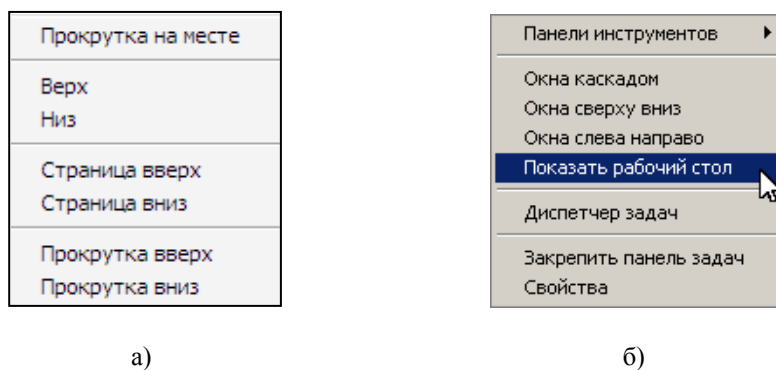 Прокрутка на месте
Верх
Низ
Страница вверх
Страница вниз
Прокрутка вверх
Прокрутка вниз
а)
Панели инструментов
Окна каскадом
Окна сверху вниз
Окна слева направо
Показать рабочий стол
Диспетчер задач
Закрепить панель задач
Свойства
б)